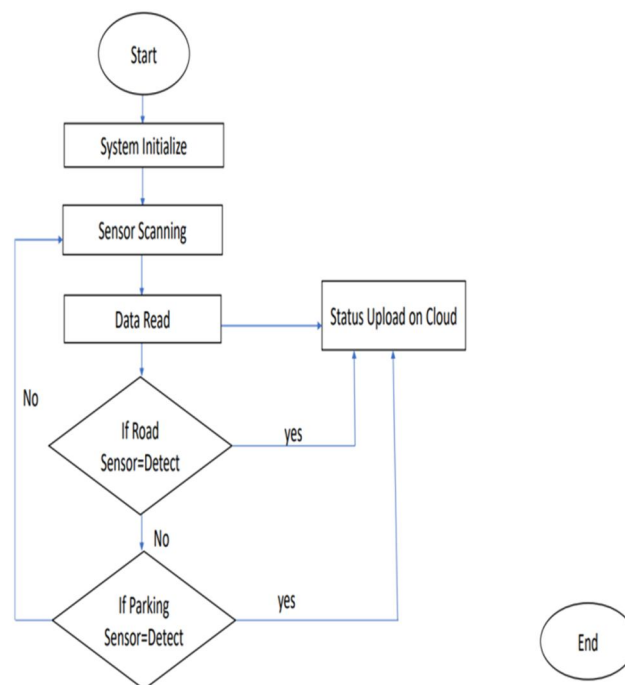 Start
System Initialize
Sensor Scanning
Data Read
Status Upload on Cloud
No
If Road
Sensor=Detect
yes
No
If Parking
Sensor=Detect
yes
End